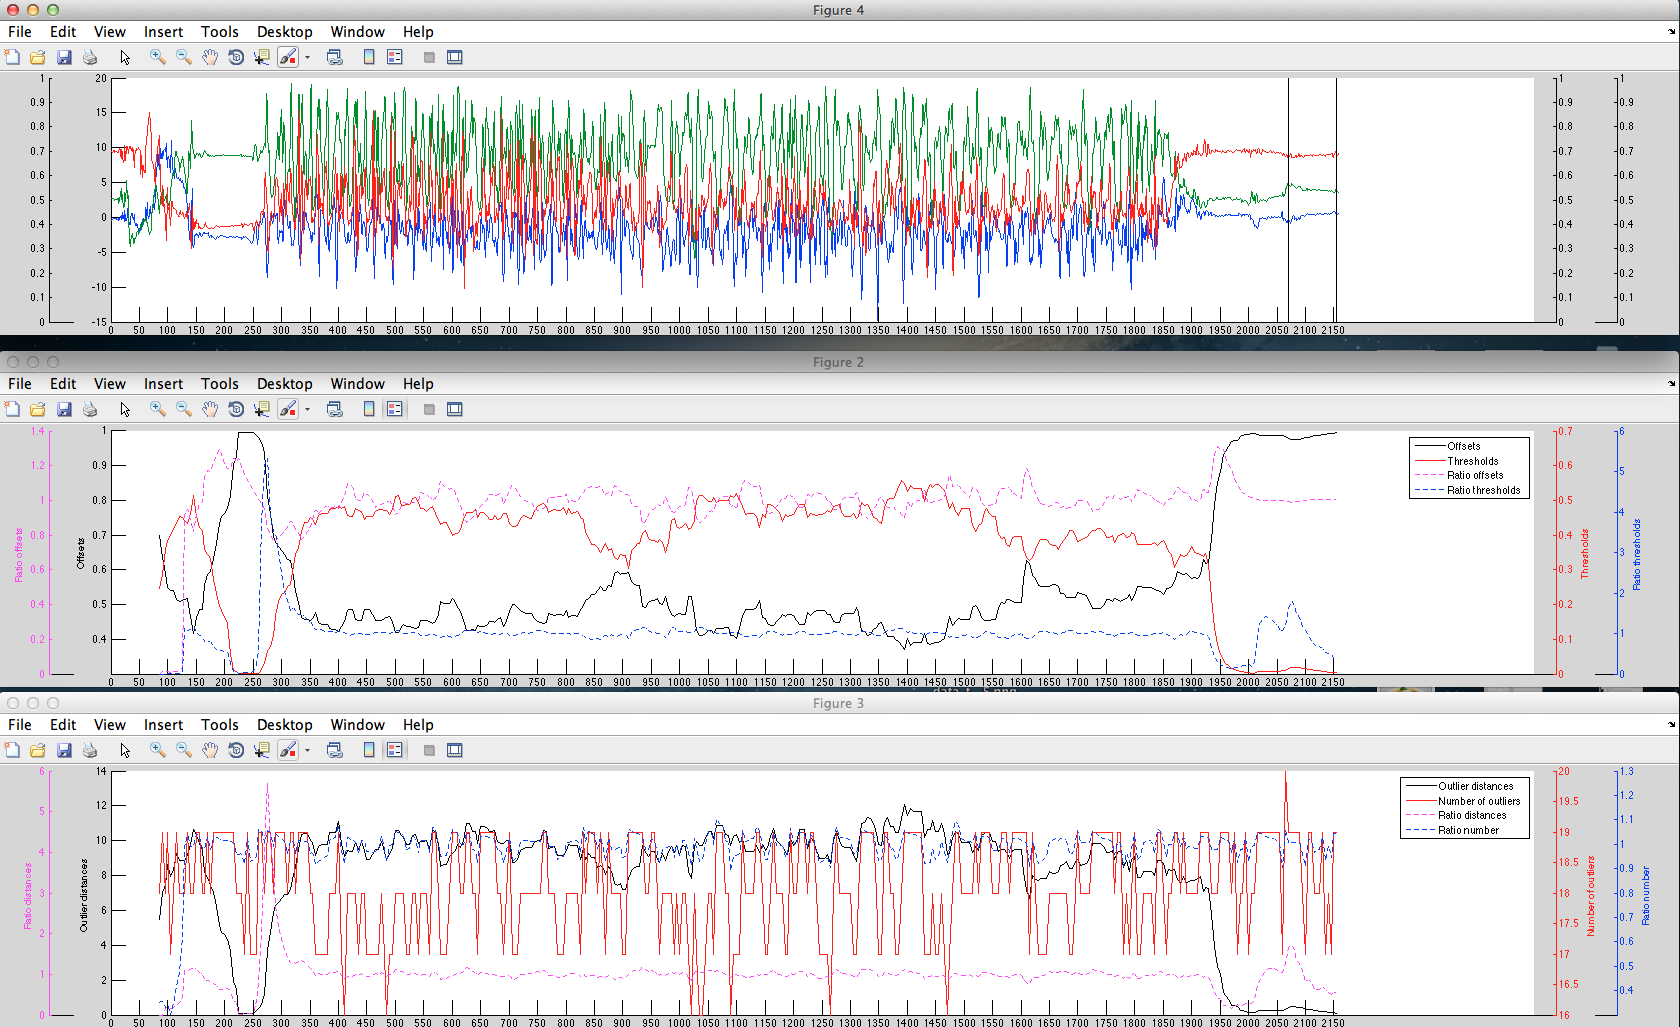 Figure 4
File Edit View Insert Tools Desktop Window Help
1 0.9 0.8 0.7 0.6 0.5 0.4 0.3 0.2 0.1 0
20 15 10 5 0 -5 -10 -15
0 50 100 150 200 250 300 350 400 450 500 550 600 650 700 750 800 850 900 950 1000 1050 1100 1150 1200 1250 1300 1350 1400 1450 1500 1550 1600 1650 1700 1750 1800 1850 1900 1950 2000 2050 2100 2150
1 0.9 0.8 0.7 0.6 0.5 0.4 0.3 0.2 0.1 0
1 0.9 0.8 0.7 0.6 0.5 0.4 0.3 0.2 0.1 0
Figure 2
File Edit View Insert Tools Desktop Window Help
Ratio offsets
1.4 1.2 1 0.8 0.6 0.4 0.2 0
Offsets
1 0.9 0.8 0.7 0.6 0.5 0.4
Offsets
Thresholds
Ratio offsets
Ratio thresholds
0.7 0.6 0.5 0.4 0.3 0.2 0.1 0
Thresholds
6 5 4 3 2 1 0
Ratio thresholds
0 50 100 150 200 250 300 350 400 450 500 550 600 650 700 750 800 850 900 950 1000 1050 1100 1150 1200 1250 1300 1350 1400 1450 1500 1550 1600 1650 1700 1750 1800 1850 1900 1950 2000 2050 2100 2150
Figure 3
File Edit View Insert Tools Desktop Window Help
Ratio distances
6 5 4 3 2 1 0
Outlier distances
14 12 10 8 6 4 2 0
Outlier distances
Number of outliers
Ratio distances
Ratio number
20 19.5 19 18.5 18 17.5 17 16.5 16
Number of outliers
1.3 1.2 1.1 1 0.9 0.8 0.7 0.6 0.5 0.4
Ratio number
0 50 100 150 200 250 300 350 400 450 500 550 600 650 700 750 800 850 900 950 1000 1050 1100 1150 1200 1250 1300 1350 1400 1450 1500 1550 1600 1650 1700 1750 1800 1850 1900 1950 2000 2050 2100 2150